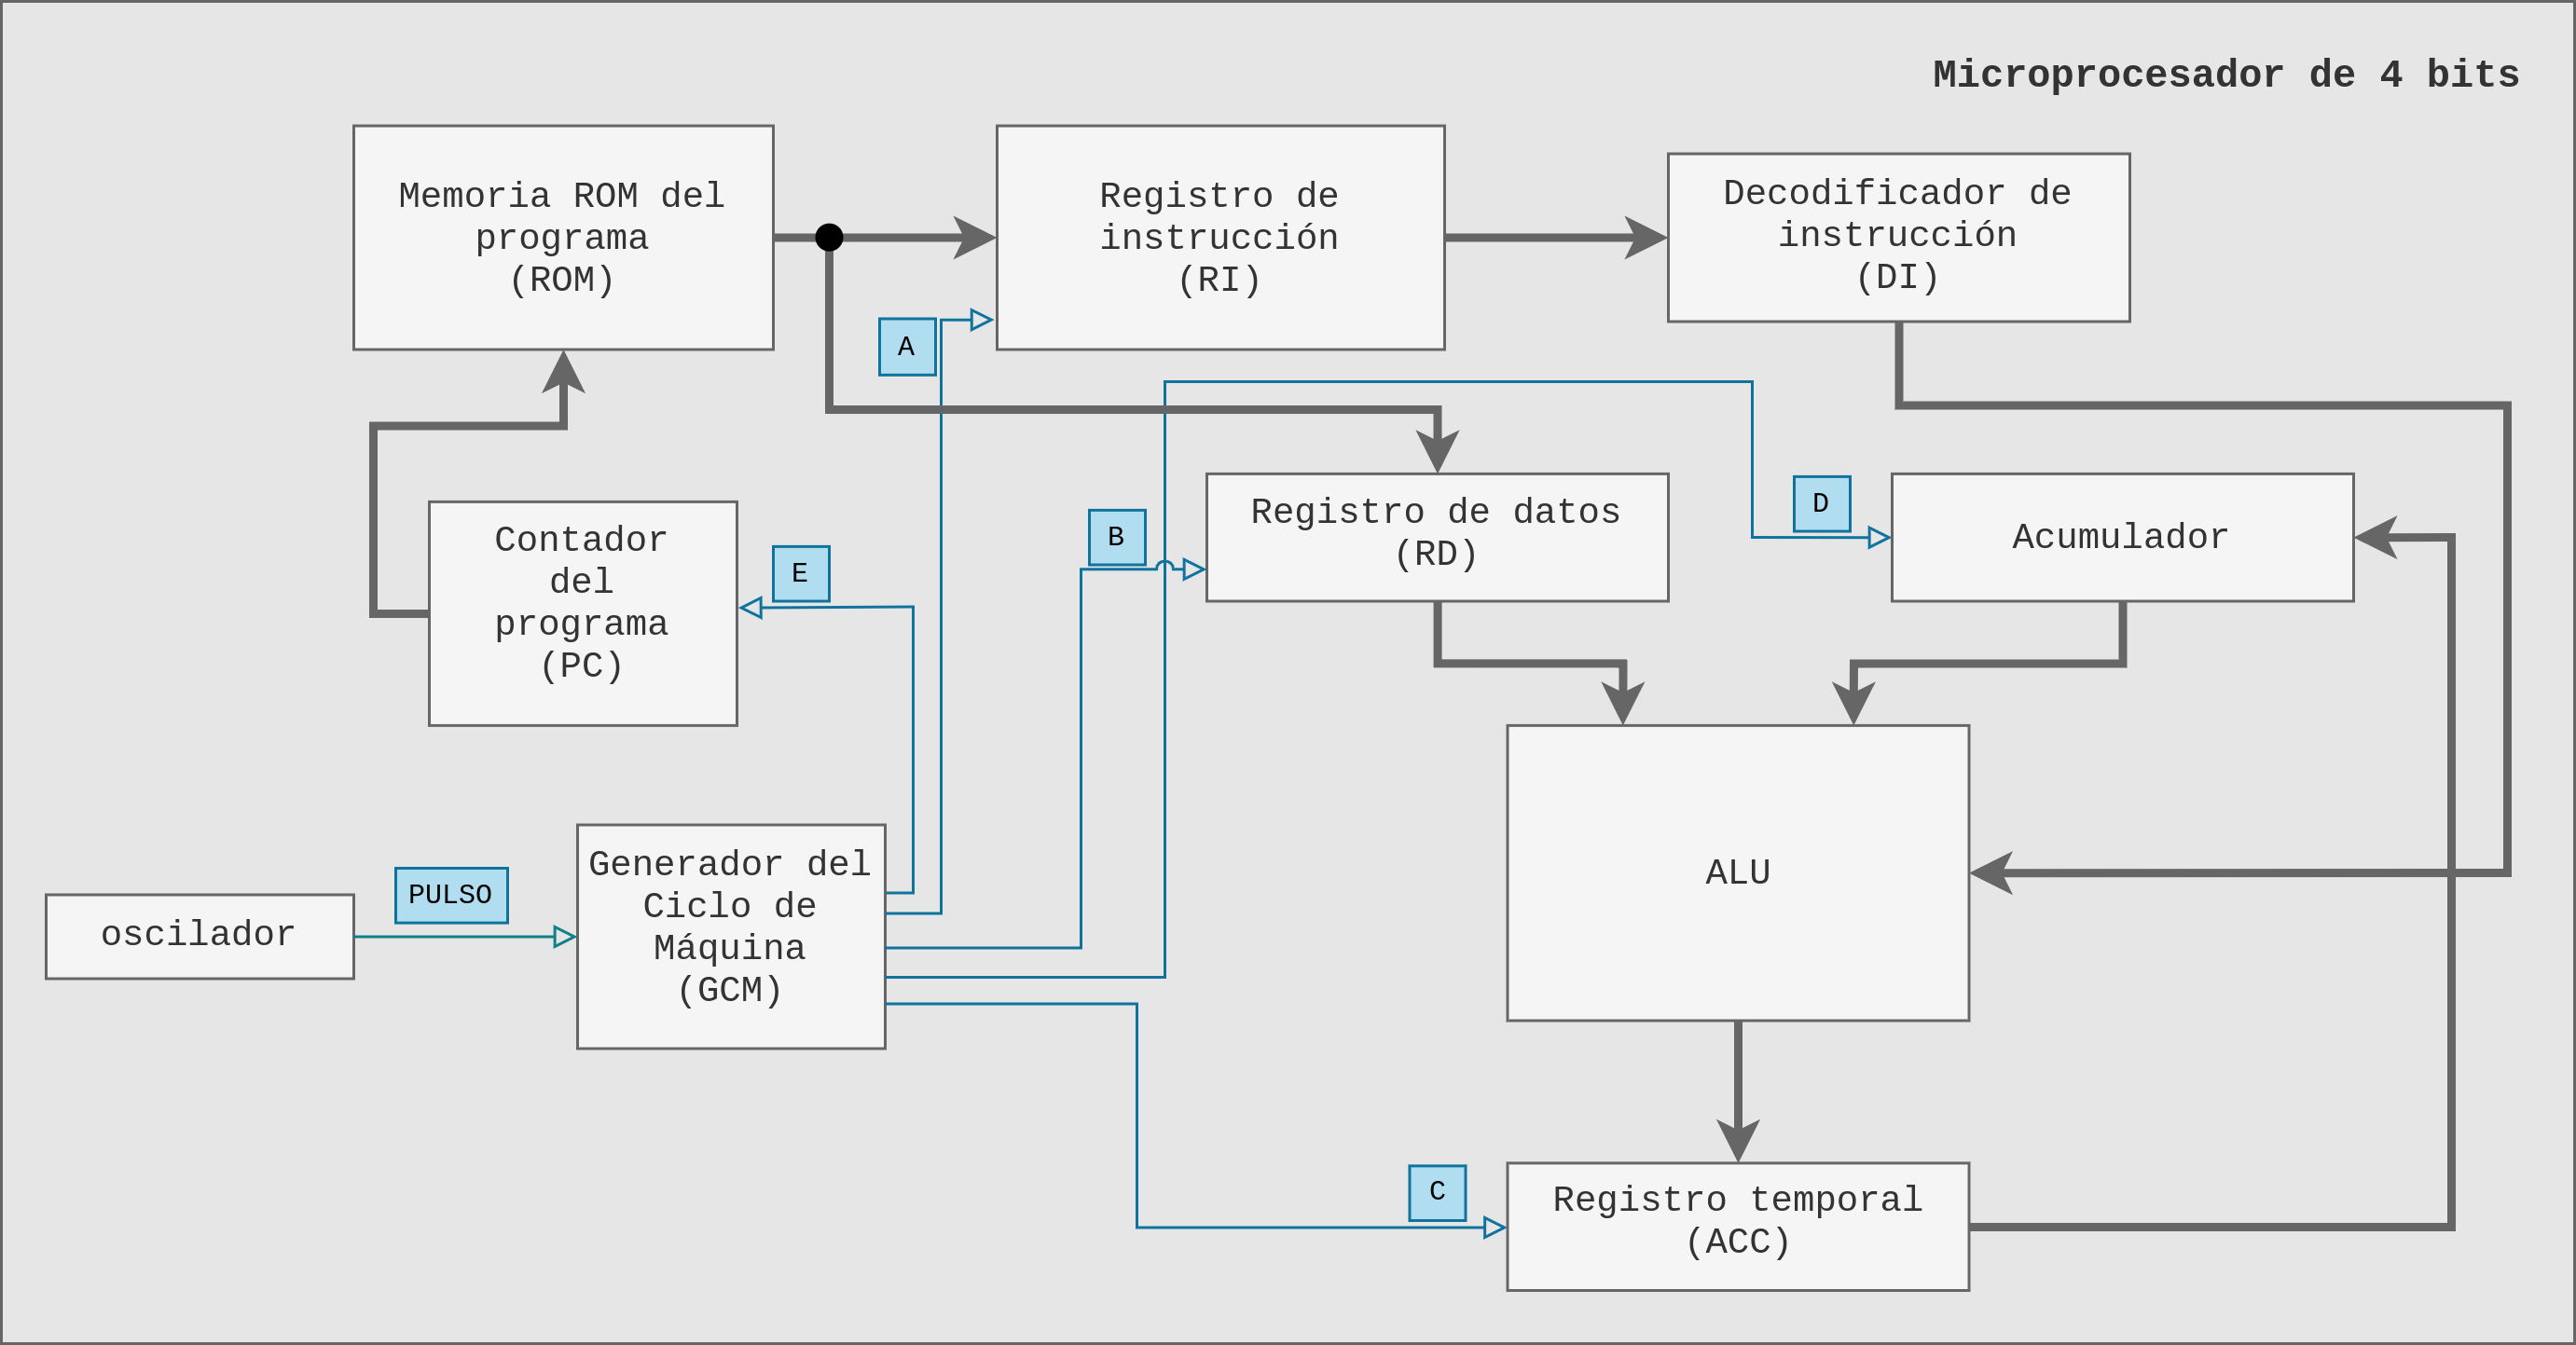 Microprocesador de 4 bits
Memoria ROM del
programa
(ROM)
Registro de
instrucción
(RI)
Decodificador de
instrucción
(DI)
A
Contador
del
programa
(PC)
E
B
Registro de datos
(RD)
D
Acumulador
oscilador
PULSO
Generador del
Ciclo de
Máquina
(GCM)
ALU
C
Registro temporal
(ACC)